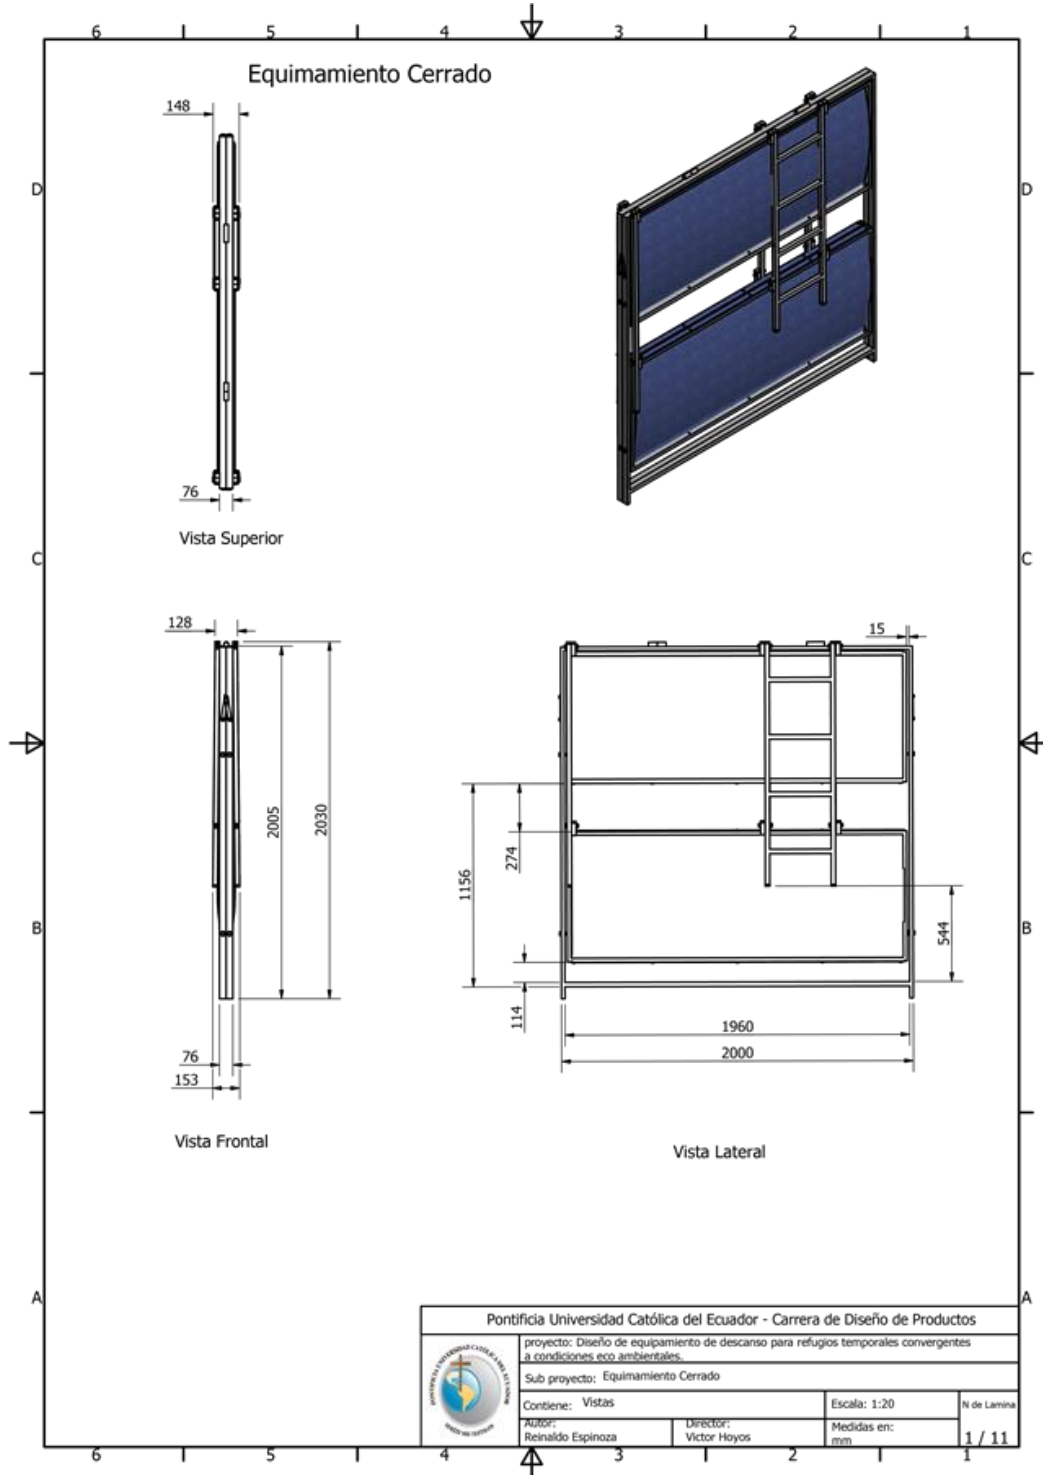 6 5 4 3 2 1
Equimamiento Cerrado
148
D D
76
Vista Superior
C C
128
15
2005
2030
1156
274
544
B B
114
1960
2000
76
153
Vista Frontal
Vista Lateral
A A
Pontificia Universidad Católica del Ecuador - Carrera de Diseño de Productos
proyecto: Diseño de equipamiento de descanso para refugios temporales convergentes
a condiciones eco ambientales.
Sub proyecto: Equimamiento Cerrado
Contiene: Vistas
Escala: 1:20
N de Lamina
Autor:
Reinaldo Espinoza
Director:
Victor Hoyos
Medidas en:
mm
1 / 11
6 5 4 3 2 1